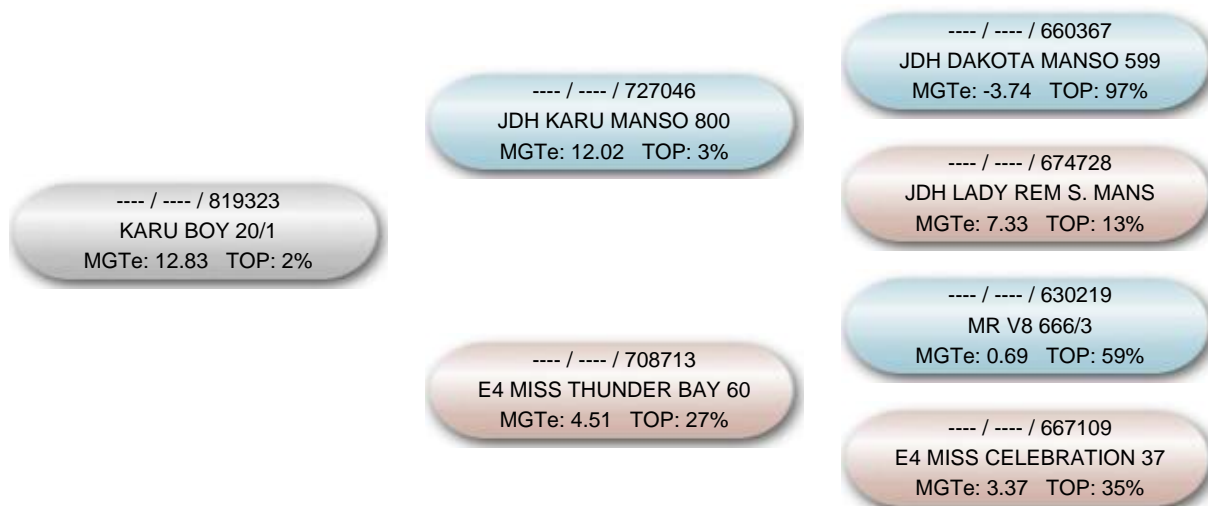 ---- / ---- / 819323
KARU BOY 20/1
MGTe: 12.83 TOP: 2%
---- / ---- / 727046
JDH KARU MANSO 800
MGTe: 12.02 TOP: 3%
---- / ---- / 708713
E4 MISS THUNDER BAY 60
MGTe: 4.51 TOP: 27%
---- / ---- / 660367
JDH DAKOTA MANSO 599
MGTe: -3.74 TOP: 97%
---- / ---- / 674728
JDH LADY REM S. MANS
MGTe: 7.33 TOP: 13%
---- / ---- / 630219
MR V8 666/3
MGTe: 0.69 TOP: 59%
---- / ---- / 667109
E4 MISS CELEBRATION 37
MGTe: 3.37 TOP: 35%